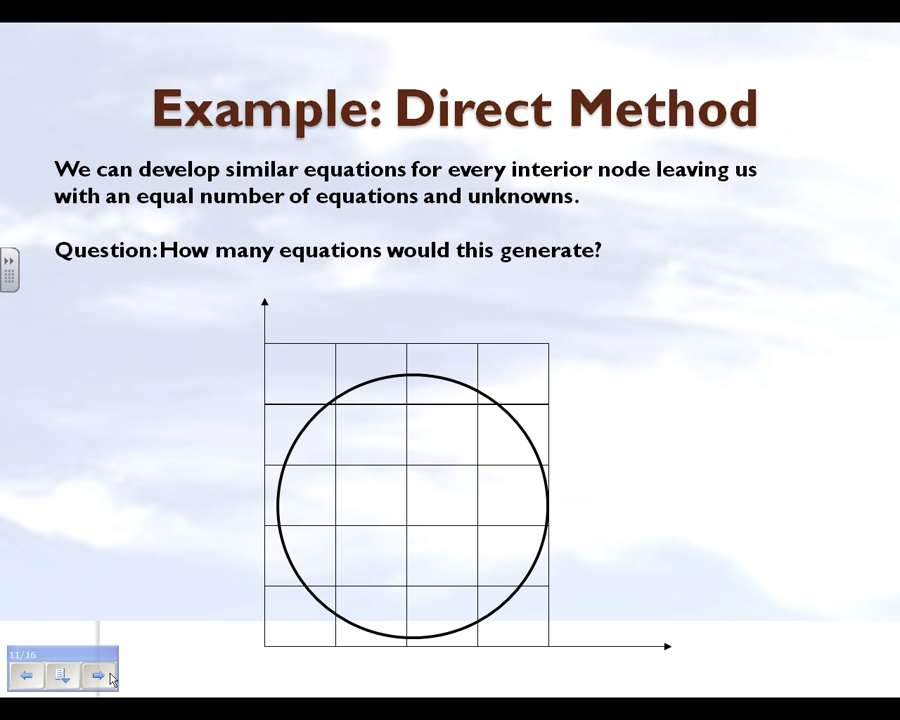 Example: Direct Method
We can develop similar equations for every interior node leaving us
with an equal number of equations and unknowns.
Question: How many equations would this generate?
11/16